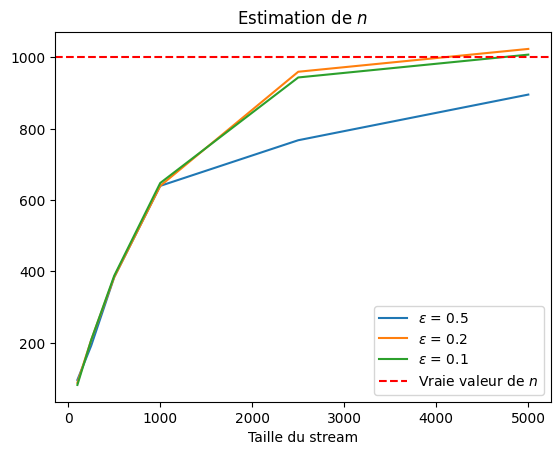 Estimation de n
1000
800
600
400
200
0
1000
2000
3000
4000
5000
Taille du stream
ε = 0.5
ε = 0.2
ε = 0.1
Vraie valeur de n